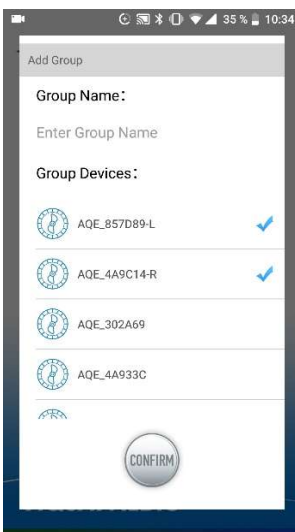 35 % 10:34
Add Group
Group Name:
Enter Group Name
Group Devices:
AQE_857D89-L
AQE_4A9C14-R
AQE_302A69
AQE_4A933C
CONFIRM